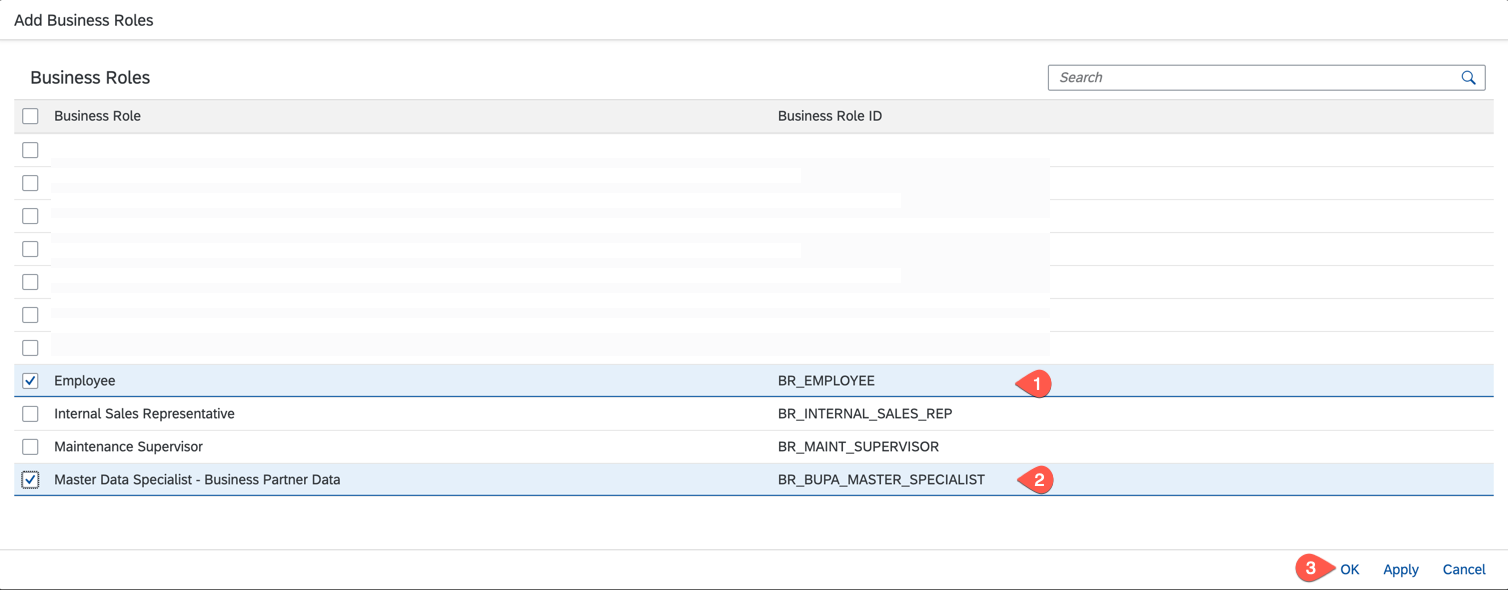 Add Business Roles
Business Roles
Search
Business Role Business Role ID
Employee BR_EMPLOYEE 1
Internal Sales Representative BR_INTERNAL_SALES_REP
Maintenance Supervisor BR_MAINT_SUPERVISOR
Master Data Specialist - Business Partner Data BR_BUPA_MASTER_SPECIALIST 2
3 OK Apply Cancel